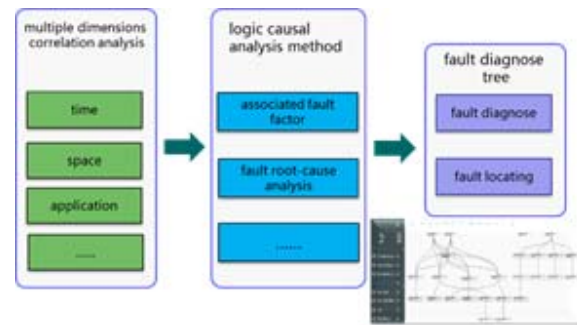 multiple dimensions
correlation analysis
time
space
application
......
logic causal
analysis method
associated fault
factor
fault root-cause
analysis
......
fault diagnose
tree
fault diagnose
fault locating